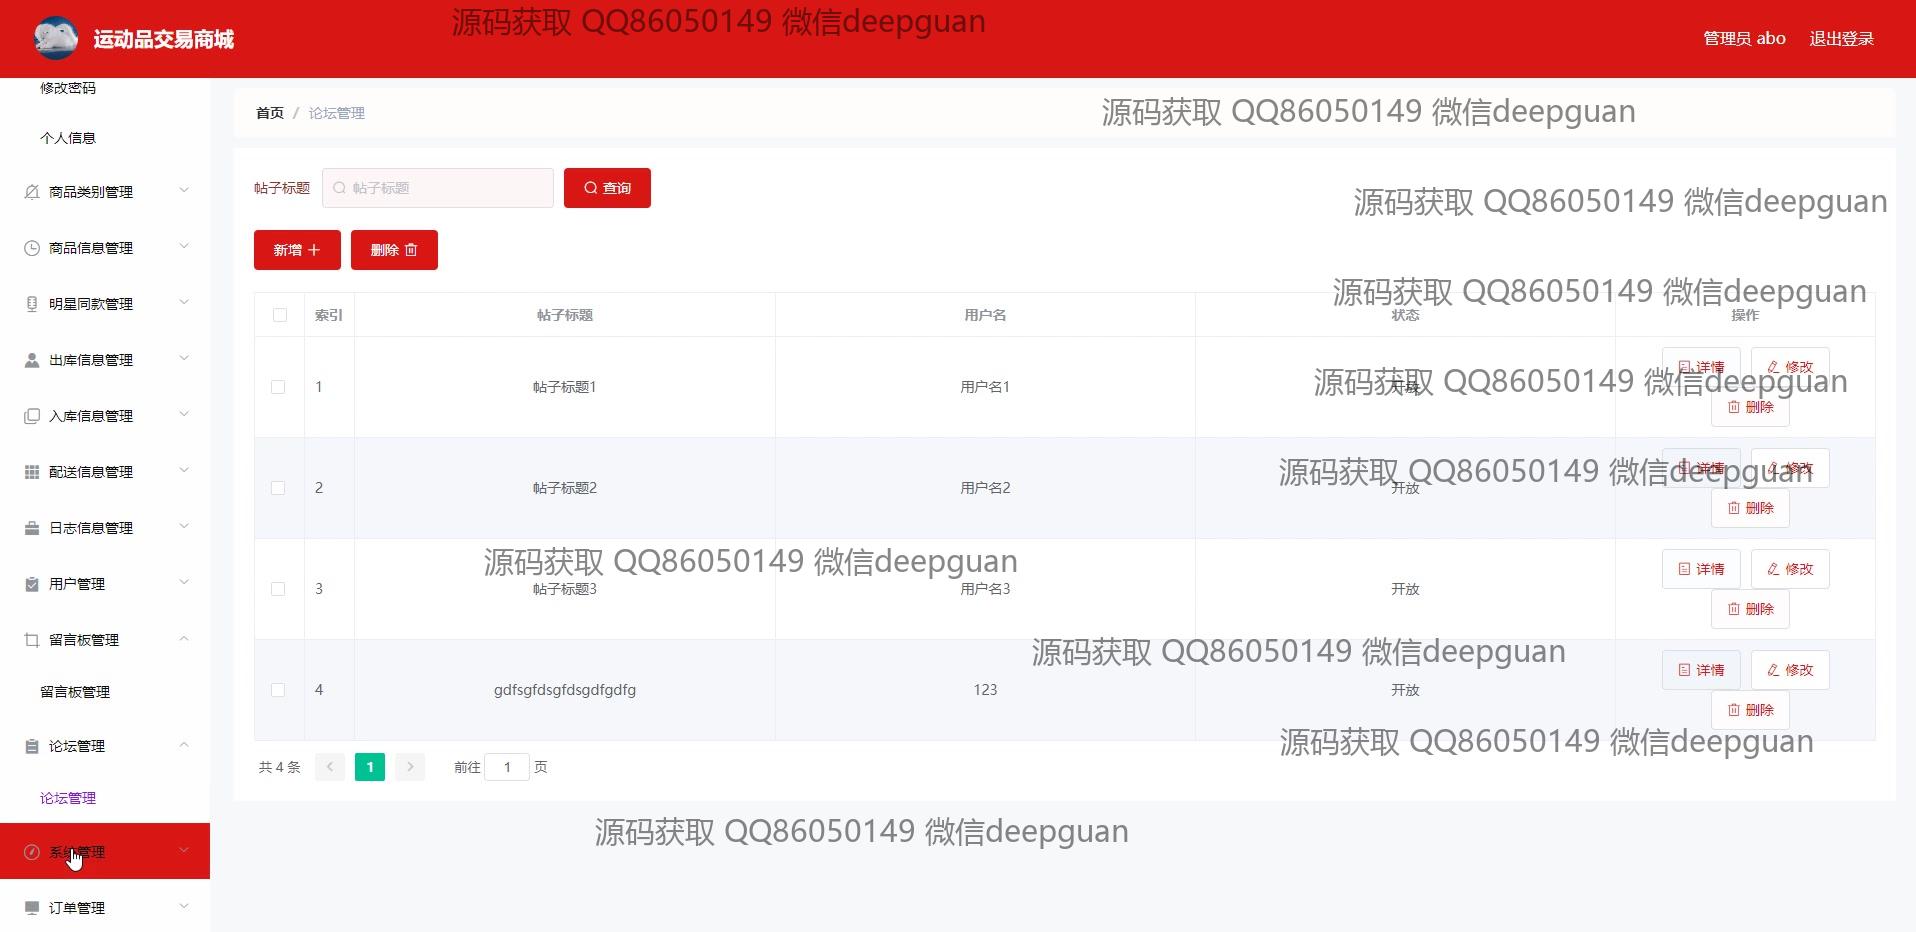 源码获取 QQ86050149 微信deepguan
运动品交易商城
管理员 abo 退出登录
修改密码
个人信息
商品类别管理
商品信息管理
明星同款管理
出库信息管理
入库信息管理
配送信息管理
日志信息管理
用户管理
留言板管理
留言板管理
论坛管理
论坛管理
系统管理
订单管理
首页 / 论坛管理
源码获取 QQ86050149 微信deepguan
帖子标题 帖子标题 查询
源码获取 QQ86050149 微信deepguan
新增 删除
源码获取 QQ86050149 微信deepguan
索引 帖子标题 用户名 状态 操作
1 帖子标题1 用户名1 开放 详情 修改
源码获取 QQ86050149 微信deepguan
删除
2 帖子标题2 用户名2 开放 详情 修改
源码获取 QQ86050149 微信deepguan
删除
源码获取 QQ86050149 微信deepguan
3 帖子标题3 用户名3 开放 详情 修改
删除
源码获取 QQ86050149 微信deepguan
4 gdfsgfdsgfdsgdfgdfg 123 开放 详情 修改
删除
源码获取 QQ86050149 微信deepguan
共 4 条 1 前往 1 页
源码获取 QQ86050149 微信deepguan